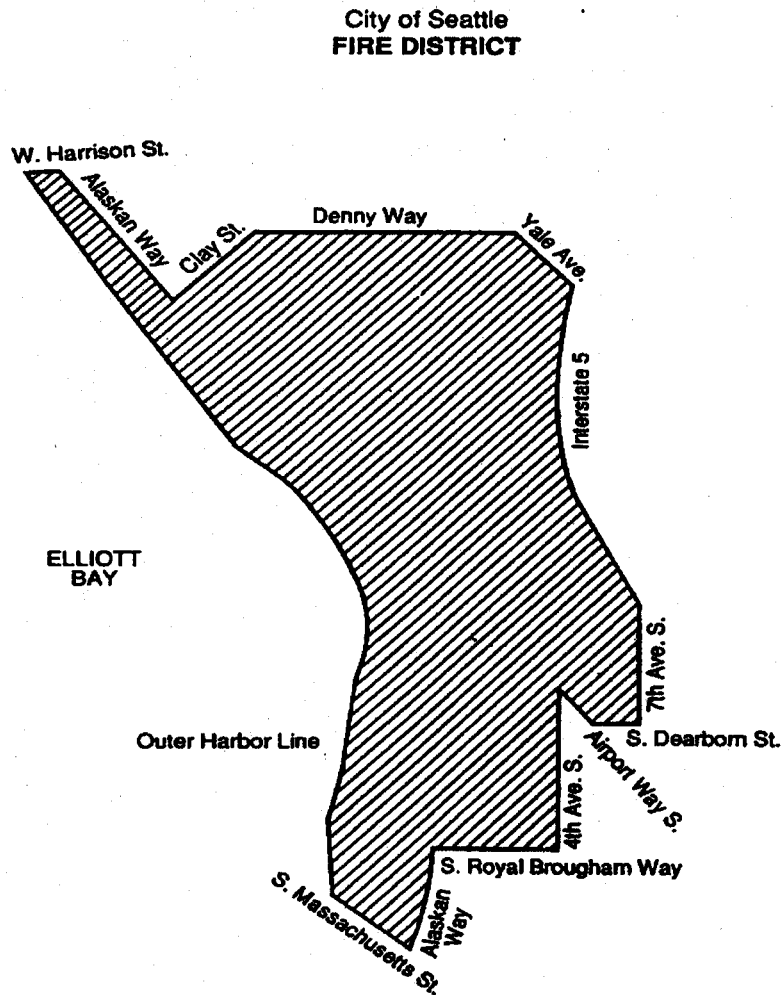 City of Seattle
FIRE DISTRICT
W. Harrison St.
Alaskan Way
Clay St.
Denny Way
Yale Ave.
Interstate 5
ELLIOTT
BAY
7th Ave. S.
Outer Harbor Line
S. Dearborn St.
Airport Way S.
4th Ave. S.
S. Royal Brougham Way
Alaskan
Way
S. Massachusetts St.